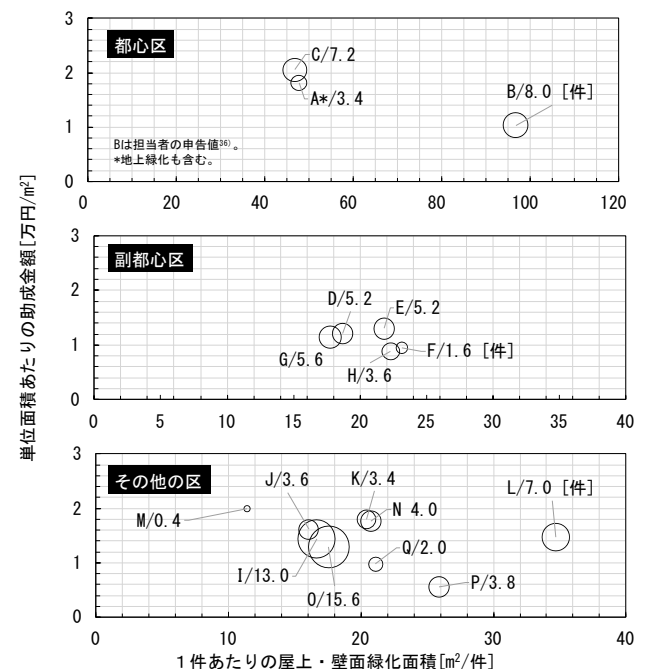 単位面積あたりの助成金額[万円/m²]
3
2
1
0
都心区
C/7.2
A*/3.4
B/8.0 [件]
Bは担当者の申告値³⁶⁾。
*地上緑化も含む。
0 20 40 60 80 100 120
3
2
1
0
副都心区
D/5.2
E/5.2
G/5.6
F/1.6 [件]
H/3.6
0 5 10 15 20 25 30 35 40
3
2
1
0
その他の区
J/3.6
K/3.4
L/7.0 [件]
M/0.4
N 4.0
Q/2.0
I/13.0
P/3.8
O/15.6
0 10 20 30 40
1件あたりの屋上・壁面緑化面積[m²/件]